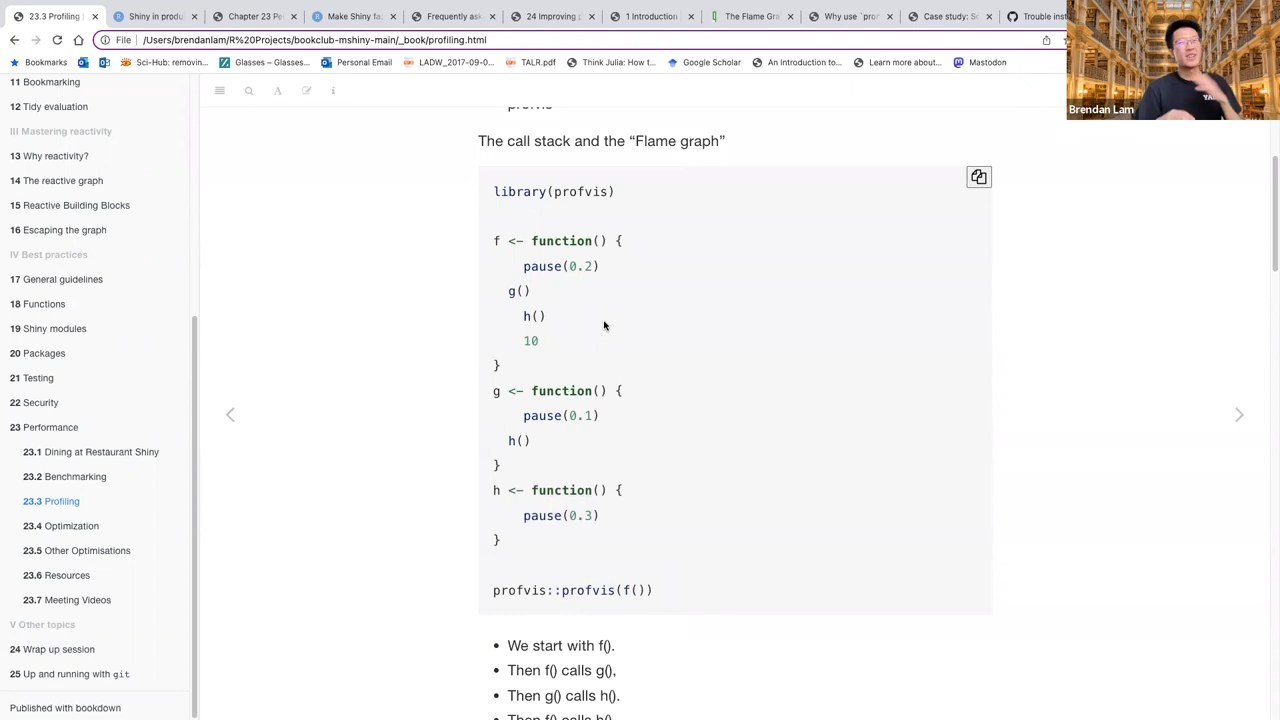 23.3 Profiling
Shiny in produ
Chapter 23 Pe
Make Shiny fa
Frequently ask
24 Improving p
1 Introduction
The Flame Gra
Why use `pror
Case study: Sc
Trouble inst
File
/Users/brendanlam/R%20Projects/bookclub-mshiny-main/_book/profiling.html
Bookmarks
Sci-Hub: removin...
Glasses – Glasses...
Personal Email
LADW_2017-09-0...
TALR.pdf
Think Julia: How t...
Google Scholar
An Introduction to...
Learn more about...
Mastodon
Brendan Lam
11 Bookmarking
12 Tidy evaluation
III Mastering reactivity
13 Why reactivity?
14 The reactive graph
15 Reactive Building Blocks
16 Escaping the graph
IV Best practices
17 General guidelines
18 Functions
19 Shiny modules
20 Packages
21 Testing
22 Security
23 Performance
23.1 Dining at Restaurant Shiny
23.2 Benchmarking
23.3 Profiling
23.4 Optimization
23.5 Other Optimisations
23.6 Resources
23.7 Meeting Videos
V Other topics
24 Wrap up session
25 Up and running with git
Published with bookdown
profvis
The call stack and the “Flame graph”
library(profvis)
f <- function() {
pause(0.2)
g()
h()
10
}
g <- function() {
pause(0.1)
h()
}
h <- function() {
pause(0.3)
}
profvis::profvis(f())
• We start with f().
• Then f() calls g(),
• Then g() calls h().
• Then f() calls h()